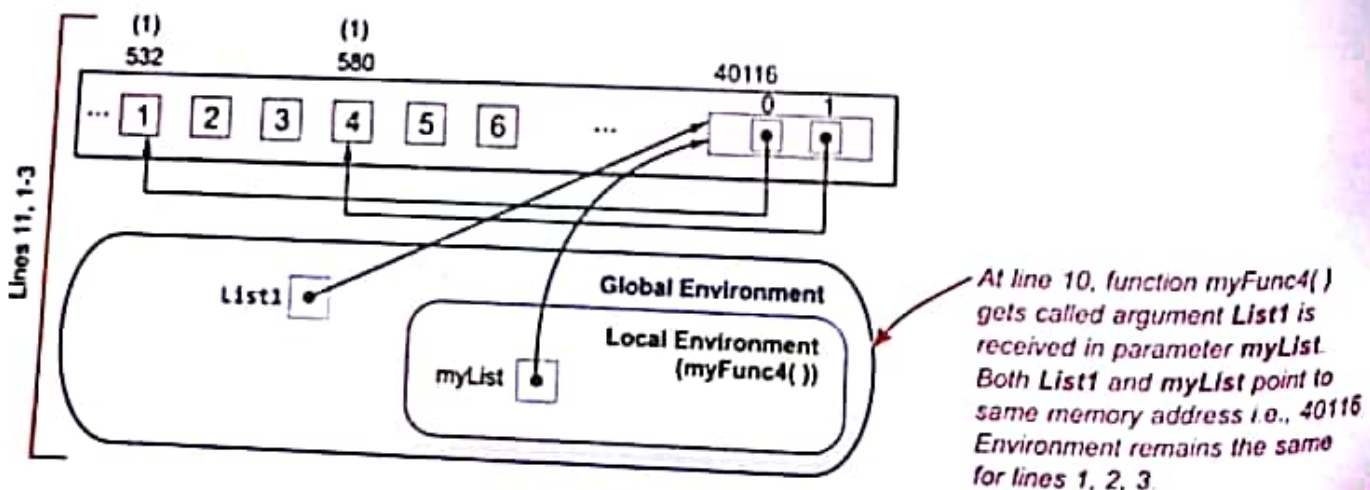 (1) (1)
532 580 40116
0 1
... 1 2 3 4 5 6 ...
Lines 11, 1-3
List1
Global Environment
Local Environment
(myFunc4( ))
myList
At line 10, function myFunc4( )
gets called argument List1 is
received in parameter myList.
Both List1 and myList point to
same memory address i.e., 40116
Environment remains the same
for lines 1, 2, 3.